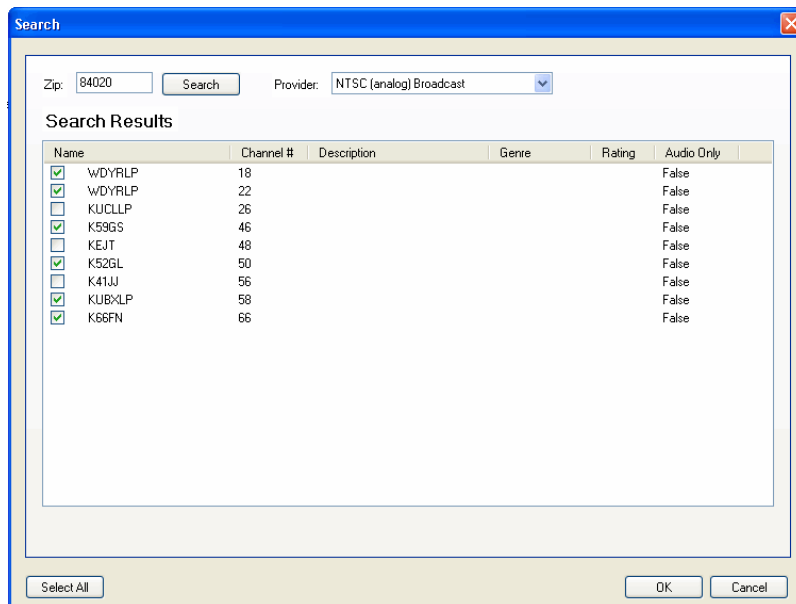 Search
Zip: 84020 Search Provider: NTSC (analog) Broadcast
Search Results
Name Channel # Description Genre Rating Audio Only
WDYRLP 18 False
WDYRLP 22 False
KUCLLP 26 False
K59GS 46 False
KEJT 48 False
K52GL 50 False
K41JJ 56 False
KUBXLP 58 False
K66FN 66 False
Select All OK Cancel